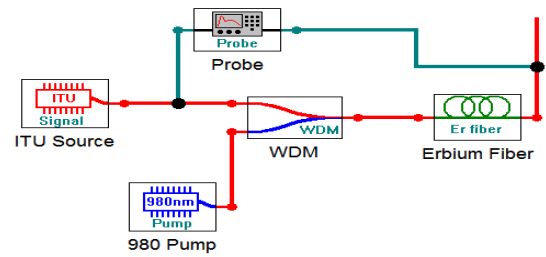 Probe
Probe
ITU
Signal
ITU Source
WDM
WDM
Er fiber
Erbium Fiber
980nm
Pump
980 Pump